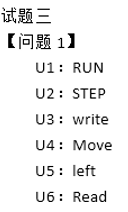 试题三
【问题1】
U1：RUN
U2：STEP
U3：write
U4：Move
U5：left
U6：Read